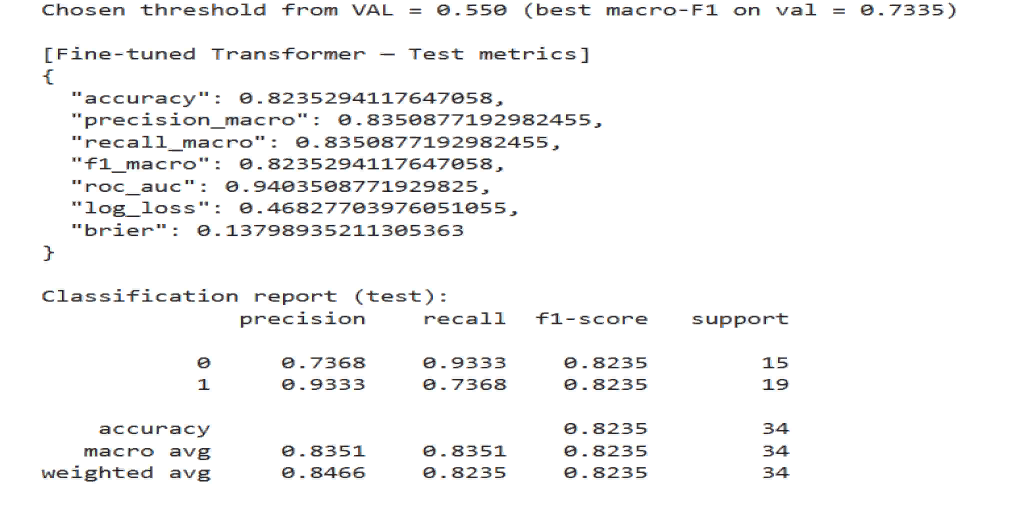 Chosen threshold from VAL = 0.550 (best macro-F1 on val = 0.7335)
[Fine-tuned Transformer — Test metrics]
{
"accuracy": 0.8235294117647058,
"precision_macro": 0.8350877192982455,
"recall_macro": 0.8350877192982455,
"f1_macro": 0.8235294117647058,
"roc_auc": 0.9403508771929825,
"log_loss": 0.46827703976051055,
"brier": 0.13798935211305363
}
Classification report (test):
precision recall f1-score support
0 0.7368 0.9333 0.8235 15
1 0.9333 0.7368 0.8235 19
accuracy 0.8235 34
macro avg 0.8351 0.8351 0.8235 34
weighted avg 0.8466 0.8235 0.8235 34